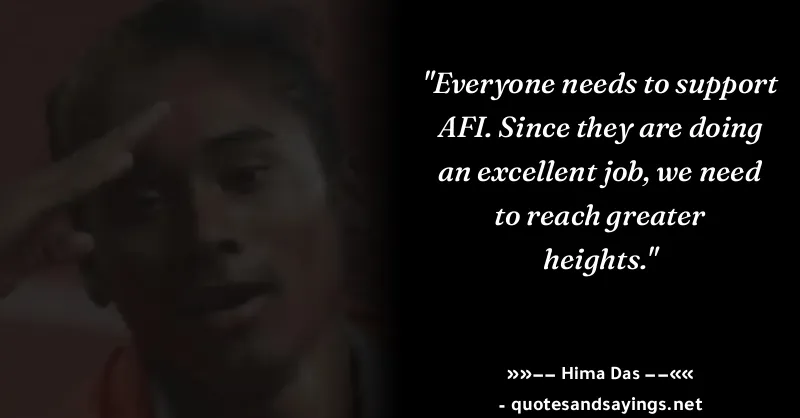 "Everyone needs to support
AFI. Since they are doing
an excellent job, we need
to reach greater
heights."
»»−− Hima Das −−««
- quotesandsayings.net